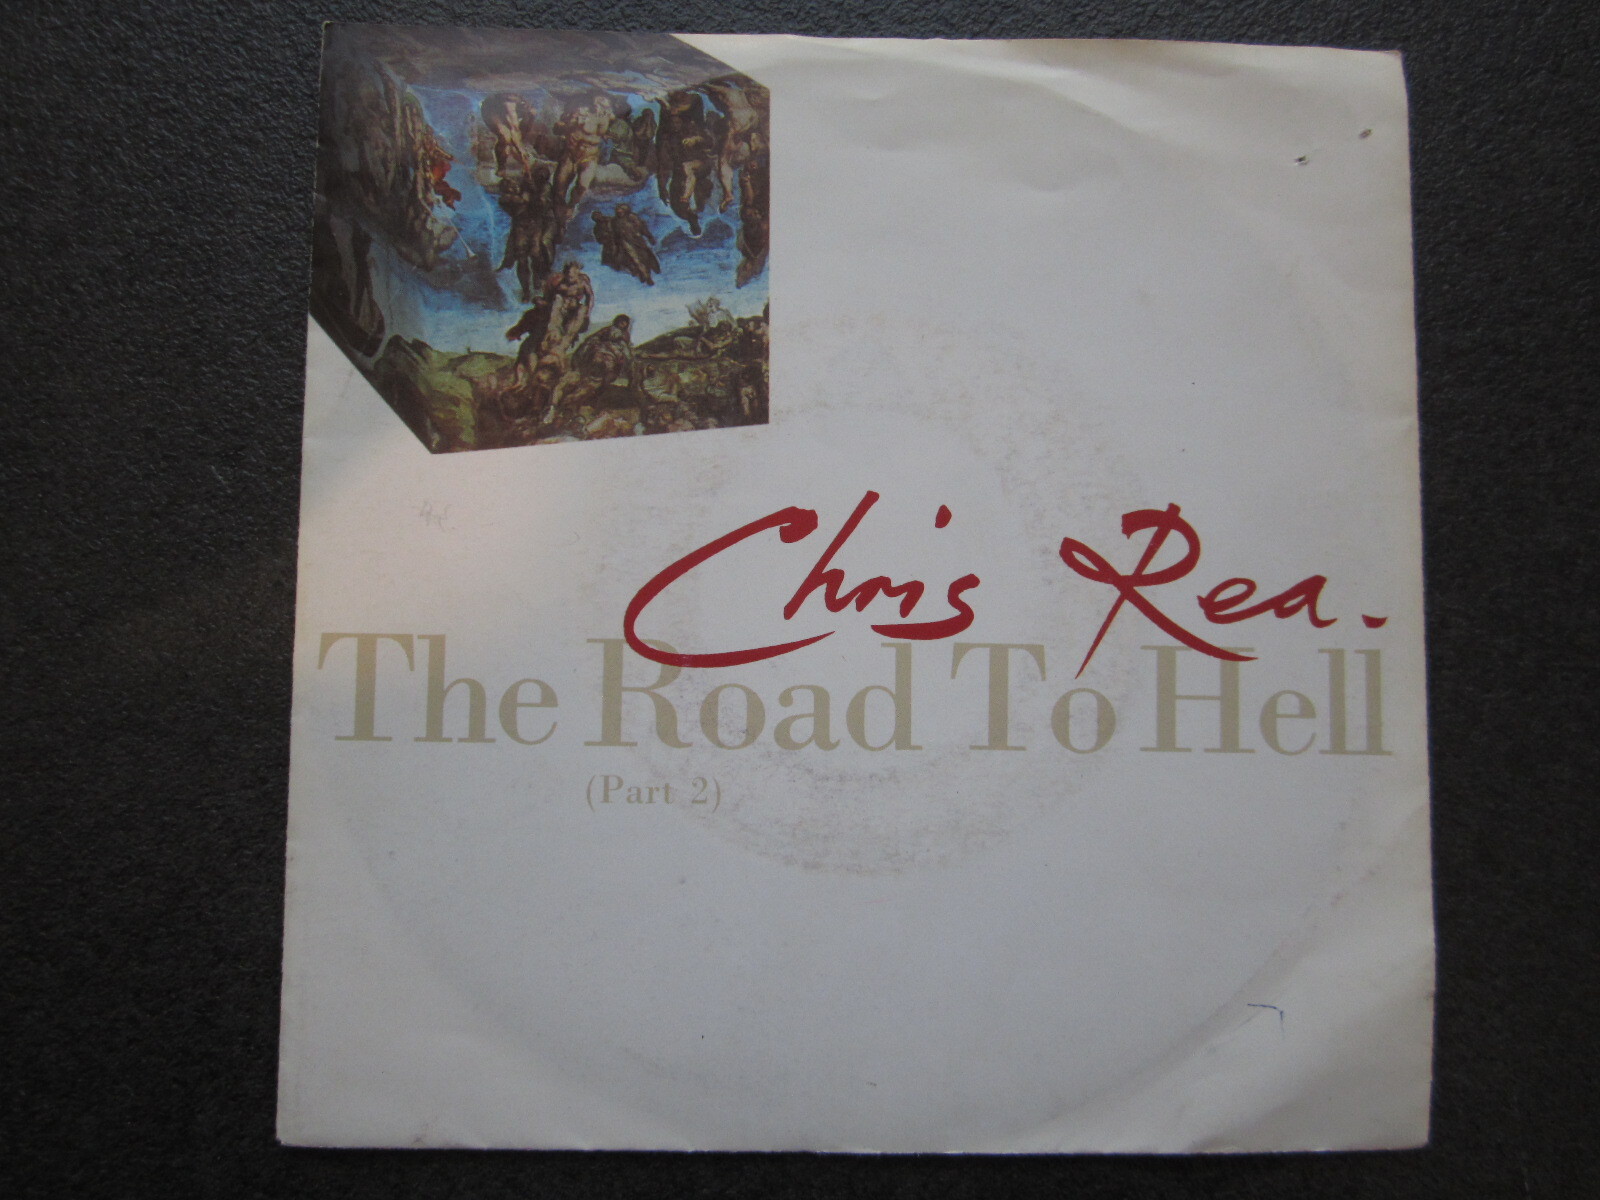 Chris Rea.
The Road To Hell
(Part 2)